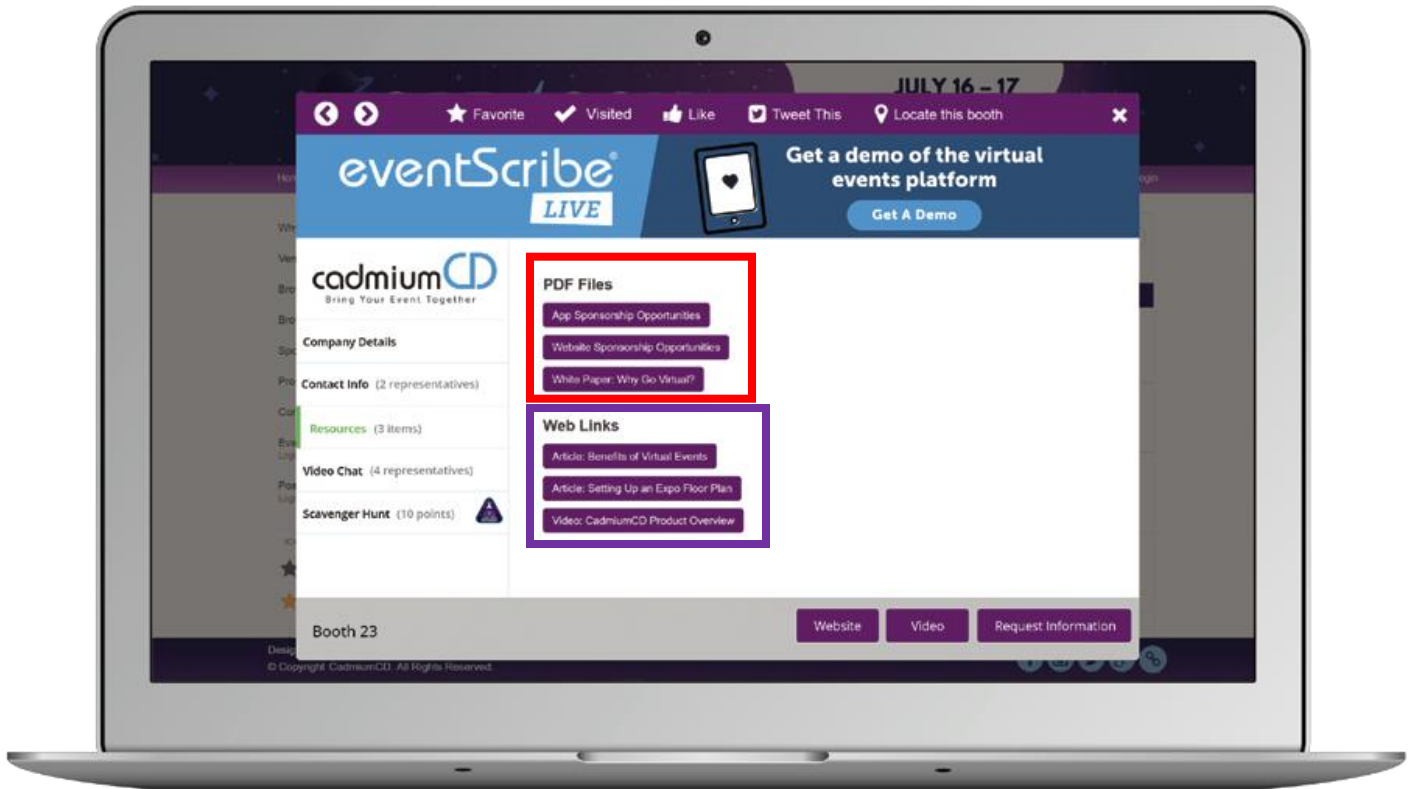 JULY 16 – 17
Favorite
Visited
Like
Tweet This
Locate this booth
eventScribe®
LIVE
Get a demo of the virtual
events platform
Get A Demo
cadmiumCD
Bring Your Event Together
Company Details
Contact Info (2 representatives)
Resources (3 items)
Video Chat (4 representatives)
Scavenger Hunt (10 points)
PDF Files
App Sponsorship Opportunities
Website Sponsorship Opportunities
White Paper: Why Go Virtual?
Web Links
Article: Benefits of Virtual Events
Article: Setting Up an Expo Floor Plan
Video: CadmiumCD Product Overview
Booth 23
Website
Video
Request Information
© Copyright CadmiumCD. All Rights Reserved.